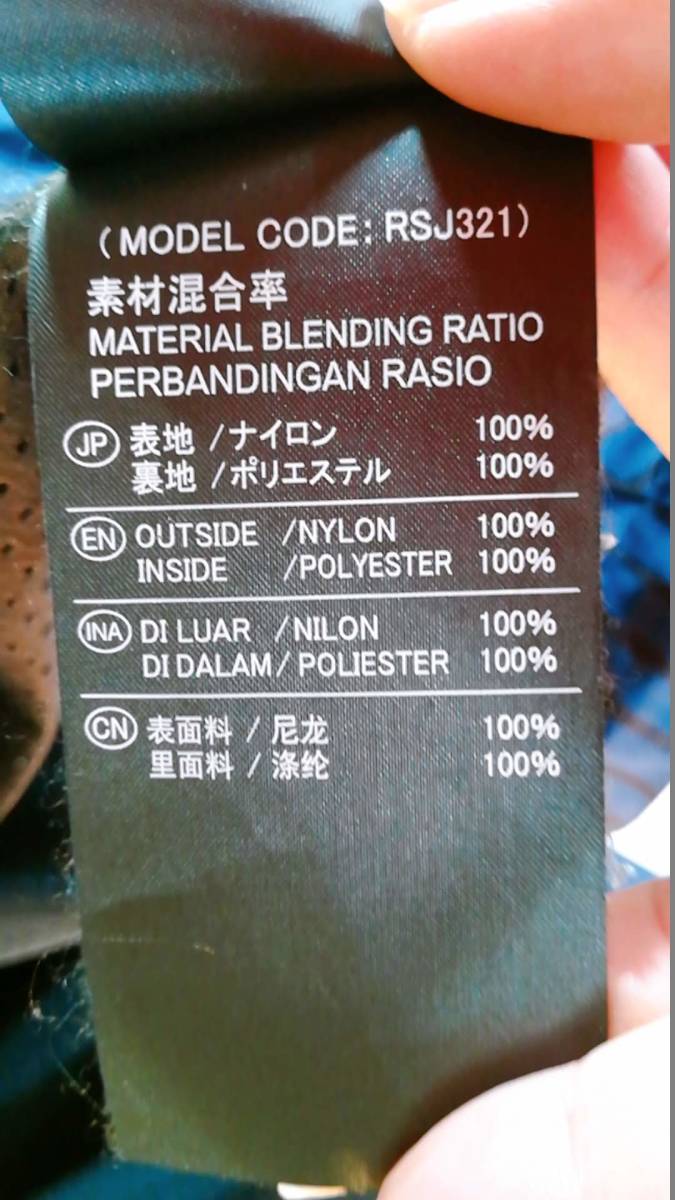 (MODEL CODE: RSJ321)
素材混合率
MATERIAL BLENDING RATIO
PERBANDINGAN RASIO
JP 表地 /ナイロン 100%
裏地 /ポリエステル 100%
EN OUTSIDE /NYLON 100%
INSIDE /POLYESTER 100%
INA DI LUAR /NILON 100%
DI DALAM / POLIESTER 100%
CN 表面料 / 尼龙 100%
里面料 / 涤纶 100%